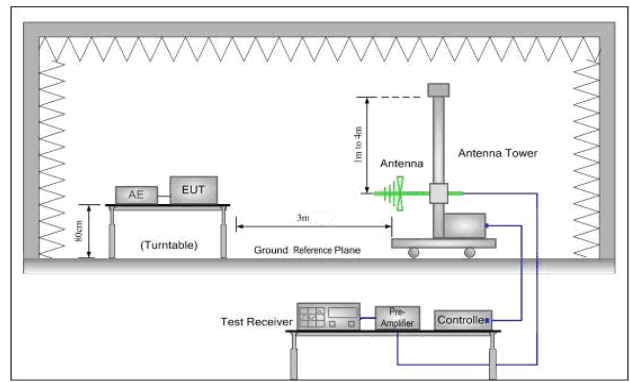 1m to 4m
Antenna
Antenna Tower
AE
EUT
80cm
(Turntable)
3m
Ground Reference Plane
Test Receiver
Pre-
Amplifier
Controller